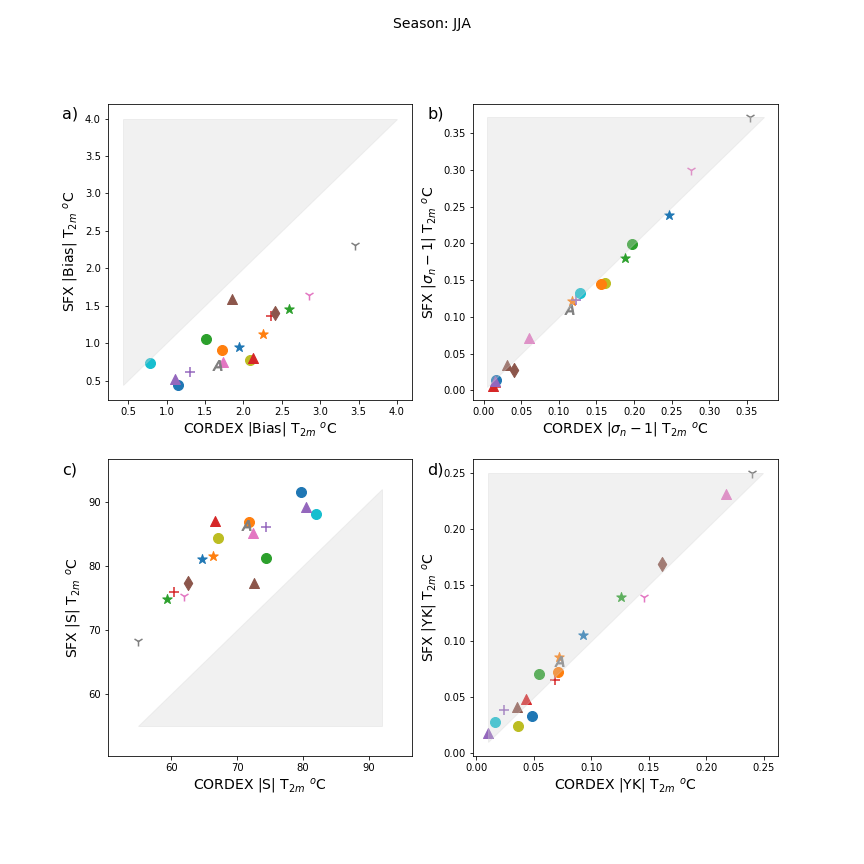 Season: JJA
a)
b)
4.0
3.5
3.0
2.5
2.0
1.5
1.0
0.5
SFX |Bias| T₂ₘ °C
A
0.5 1.0 1.5 2.0 2.5 3.0 3.5 4.0
CORDEX |Bias| T₂ₘ °C
0.35
0.30
0.25
0.20
0.15
0.10
0.05
0.00
SFX |σₙ − 1| T₂ₘ °C
A
0.00 0.05 0.10 0.15 0.20 0.25 0.30 0.35
CORDEX |σₙ − 1| T₂ₘ °C
c)
d)
90
80
70
60
SFX |S| T₂ₘ °C
A
60 70 80 90
CORDEX |S| T₂ₘ °C
0.25
0.20
0.15
0.10
0.05
0.00
SFX |YK| T₂ₘ °C
A
0.00 0.05 0.10 0.15 0.20 0.25
CORDEX |YK| T₂ₘ °C